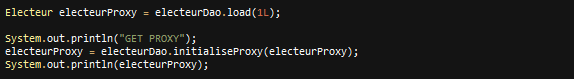 Electeur electeurProxy = electeurDao.load(1L);
System.out.println("GET PROXY");
electeurProxy = electeurDao.initialiseProxy(electeurProxy);
System.out.println(electeurProxy);